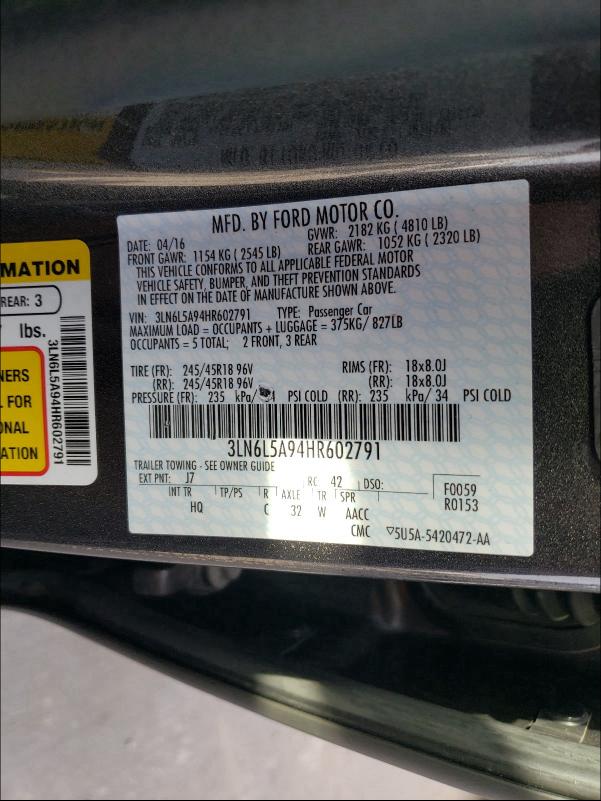 MFD. BY FORD MOTOR CO.
DATE: 04/16 GVWR: 2182 KG ( 4810 LB)
FRONT GAWR: 1154 KG ( 2545 LB) REAR GAWR: 1052 KG ( 2320 LB)
THIS VEHICLE CONFORMS TO ALL APPLICABLE FEDERAL MOTOR
VEHICLE SAFETY, BUMPER, AND THEFT PREVENTION STANDARDS
IN EFFECT ON THE DATE OF MANUFACTURE SHOWN ABOVE.
VIN: 3LN6L5A94HR602791 TYPE: Passenger Car
MAXIMUM LOAD = OCCUPANTS + LUGGAGE = 375KG/ 827LB
OCCUPANTS = 5 TOTAL; 2 FRONT, 3 REAR
TIRE (FR): 245/45R18 96V RIMS (FR): 18x8.0J
(RR): 245/45R18 96V (RR): 18x8.0J
PRESSURE (FR): 235 kPa/ 34 PSI COLD (RR): 235 kPa/ 34 PSI COLD
3LN6L5A94HR602791
TRAILER TOWING - SEE OWNER GUIDE
EXT PNT: J7 RC: 42 DSO:
F0059
INT TR TP/PS R AXLE TR SPR
R0153
HQ C 32 W AACC
CMC ▽5U5A-5420472-AA
RMATION
REAR: 3
lbs.
NERS
L FOR
ONAL
ATION
3LN6L5A94HR602791